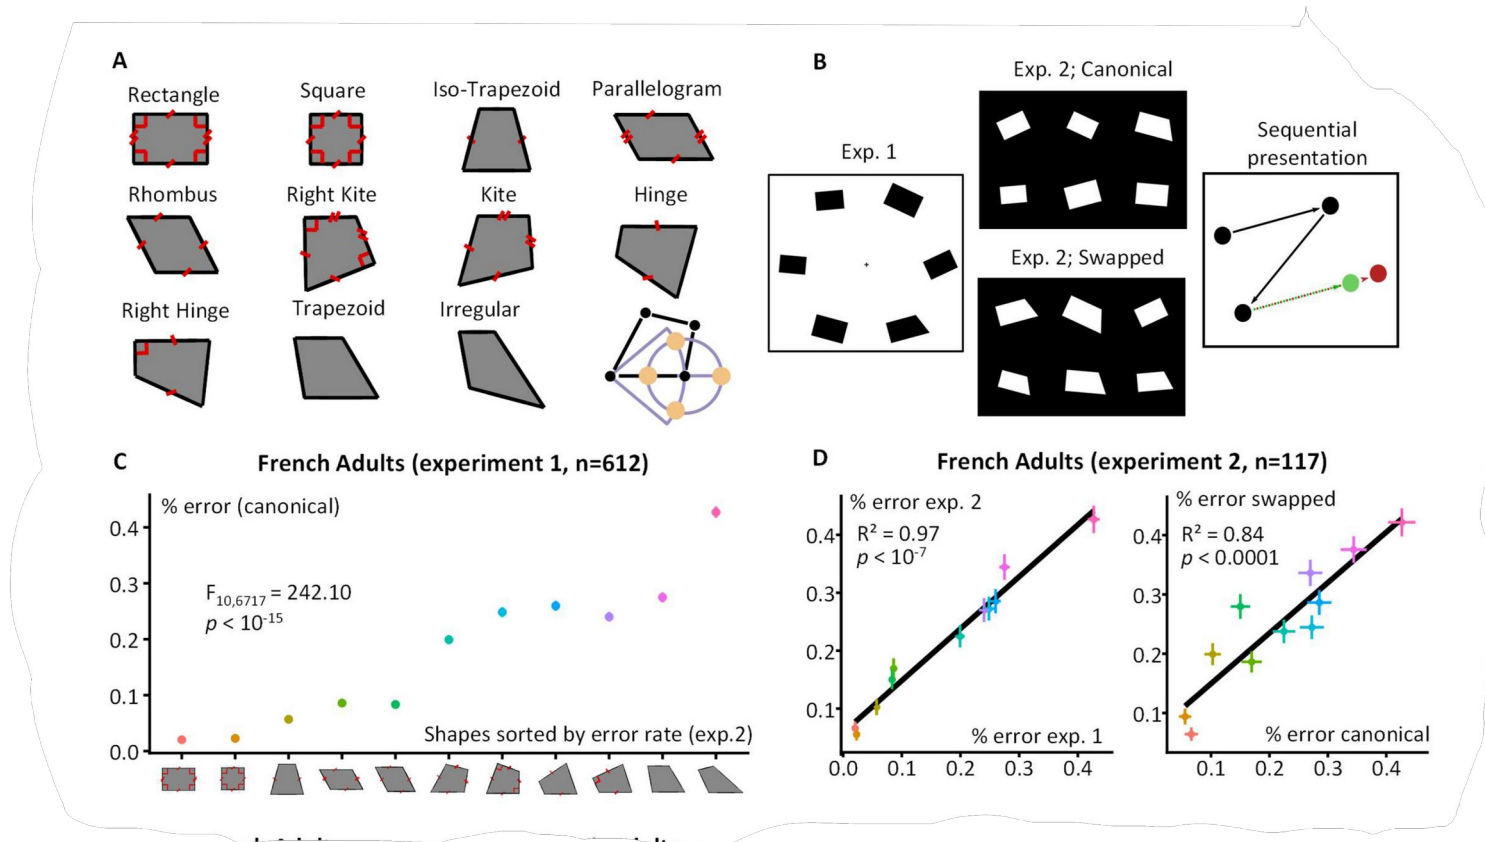 A
Rectangle
Square
Iso-Trapezoid
Parallelogram
Rhombus
Right Kite
Kite
Hinge
Right Hinge
Trapezoid
Irregular
B
Exp. 1
Exp. 2; Canonical
Exp. 2; Swapped
Sequential
presentation
C
French Adults (experiment 1, n=612)
% error (canonical)
0.4
0.3
0.2
0.1
0.0
F10,6717 = 242.10
p < 10-15
Shapes sorted by error rate (exp.2)
D
French Adults (experiment 2, n=117)
% error exp. 2
R² = 0.97
p < 10-7
0.4
0.3
0.2
0.1
0.0 0.1 0.2 0.3 0.4
% error exp. 1
% error swapped
R² = 0.84
p < 0.0001
0.4
0.3
0.2
0.1
0.1 0.2 0.3 0.4
% error canonical